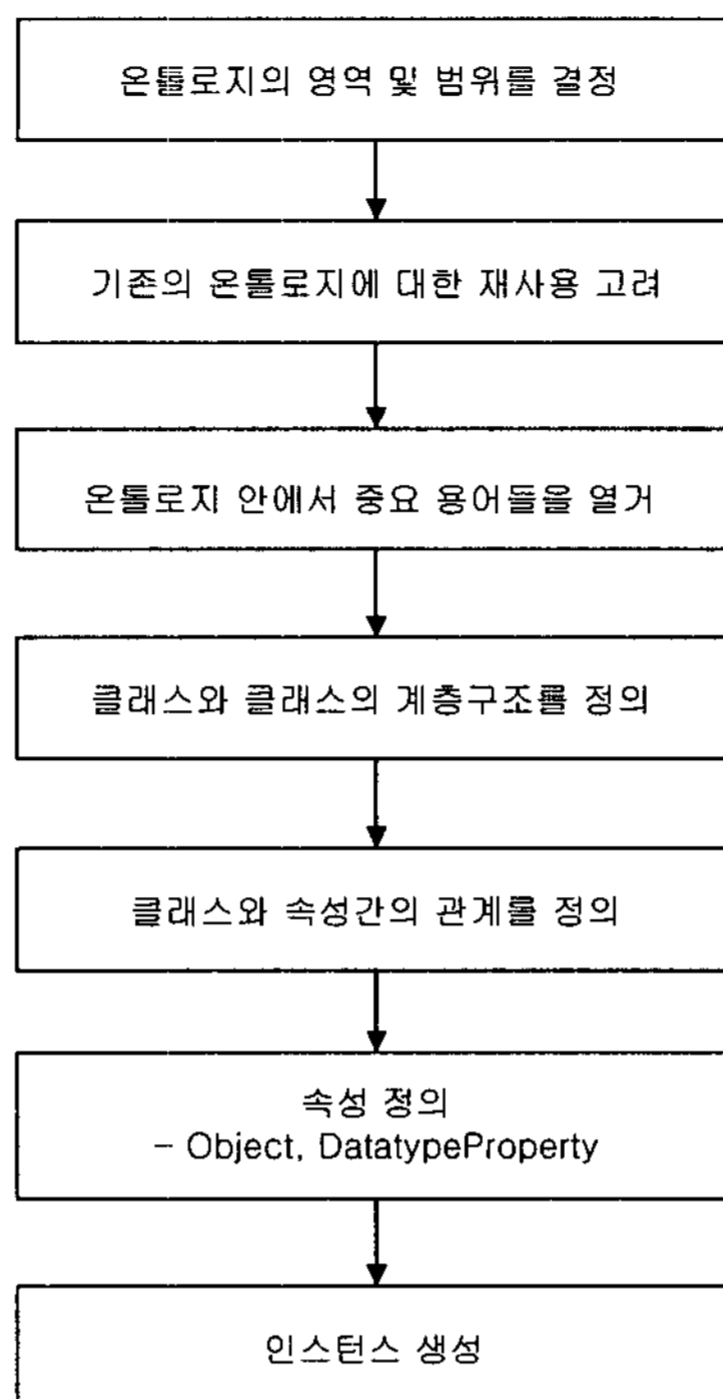 온톨로지의 영역 및 범위를 결정
기존의 온톨로지에 대한 재사용 고려
온톨로지 안에서 중요 용어들을 열거
클래스와 클래스의 계층구조를 정의
클래스와 속성간의 관계를 정의
속성 정의
– Object, DatatypeProperty
인스턴스 생성